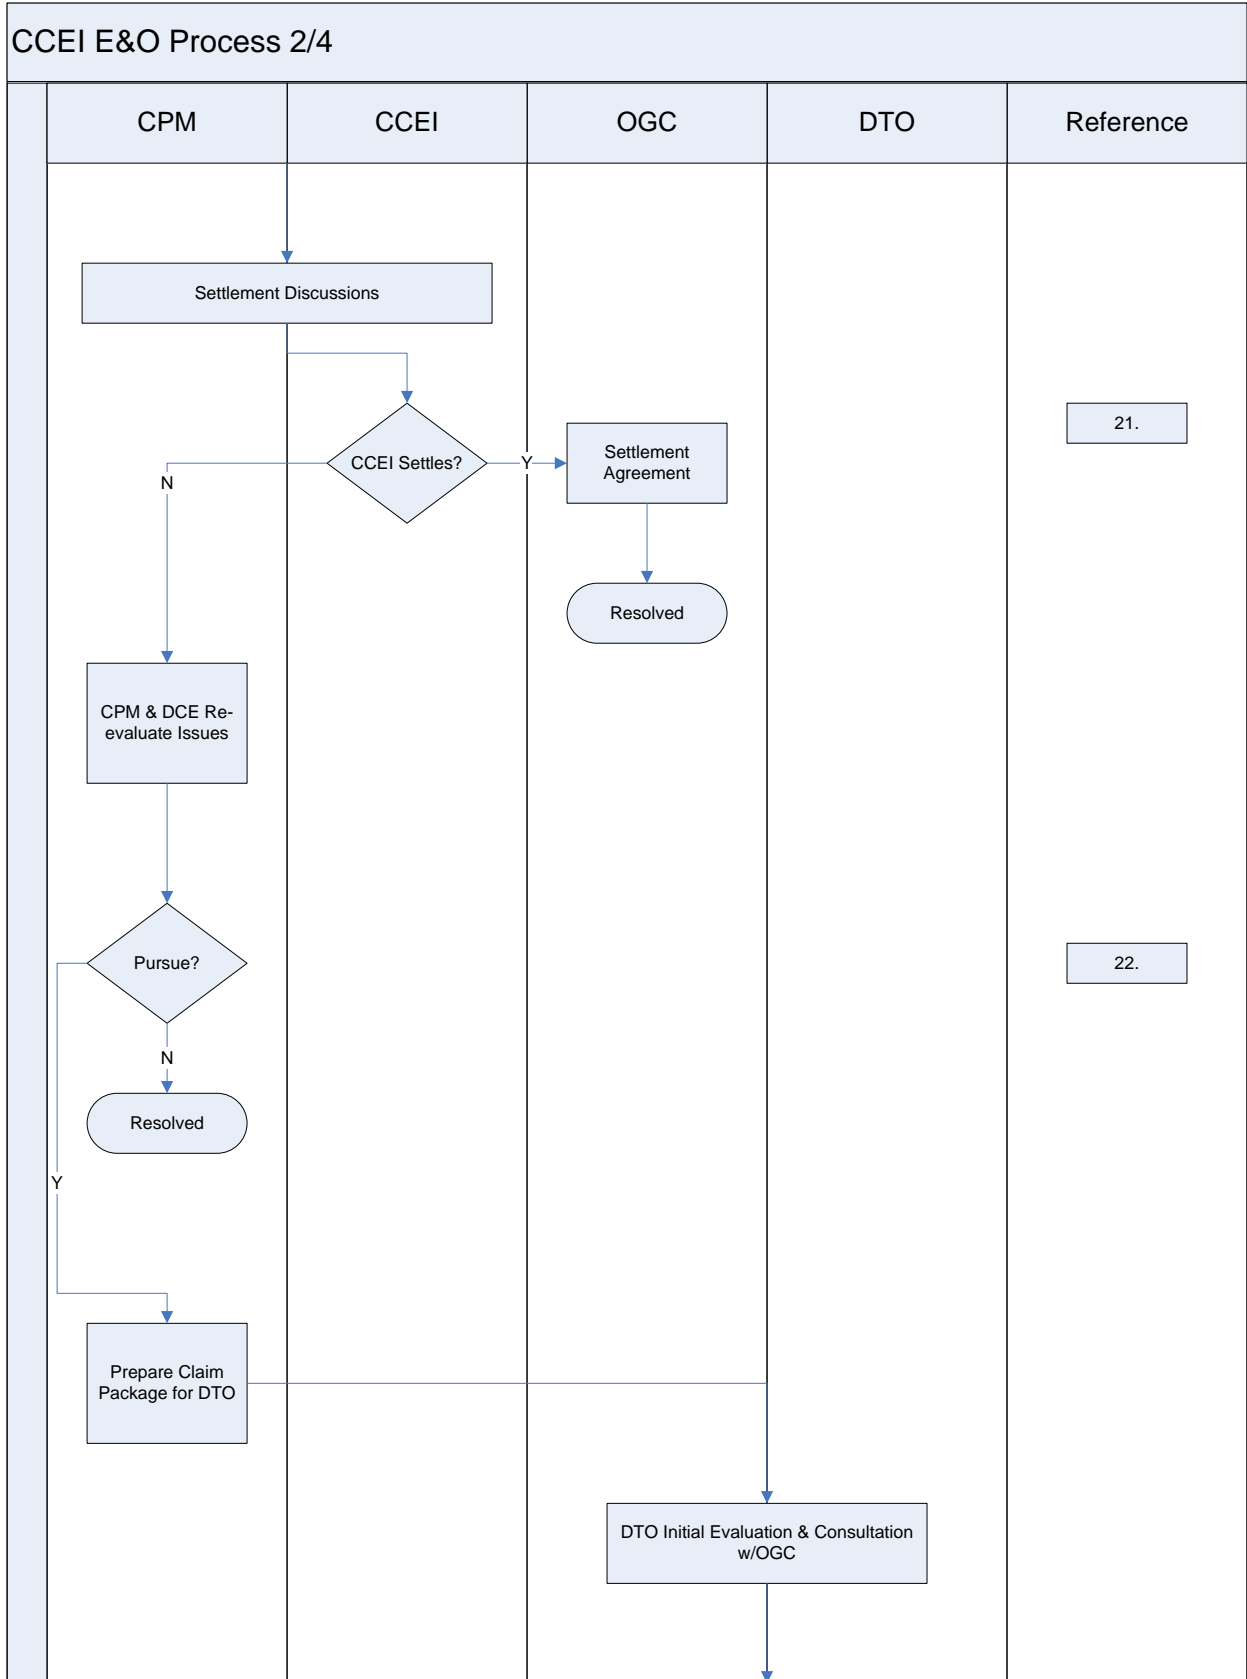 CCEI E&O Process 2/4
CPM
CCEI
OGC
DTO
Reference
Settlement Discussions
21.
CCEI Settles?
Y
Settlement
Agreement
N
Resolved
CPM & DCE Re-
evaluate Issues
Pursue?
22.
N
Resolved
Y
Prepare Claim
Package for DTO
DTO Initial Evaluation & Consultation
w/OGC